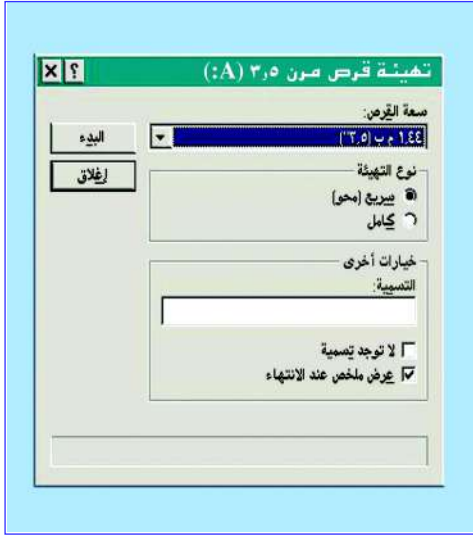 تهيئة قرص مرن ٣٫٥ (A:)
سعة القرص:
١٫٤٤ م ب (٣٫٥")
البدء
نوع التهيئة
إغلاق
سريع (محو)
كامل
خيارات أخرى
التسمية:
لا توجد تسمية
عرض ملخص عند الانتهاء